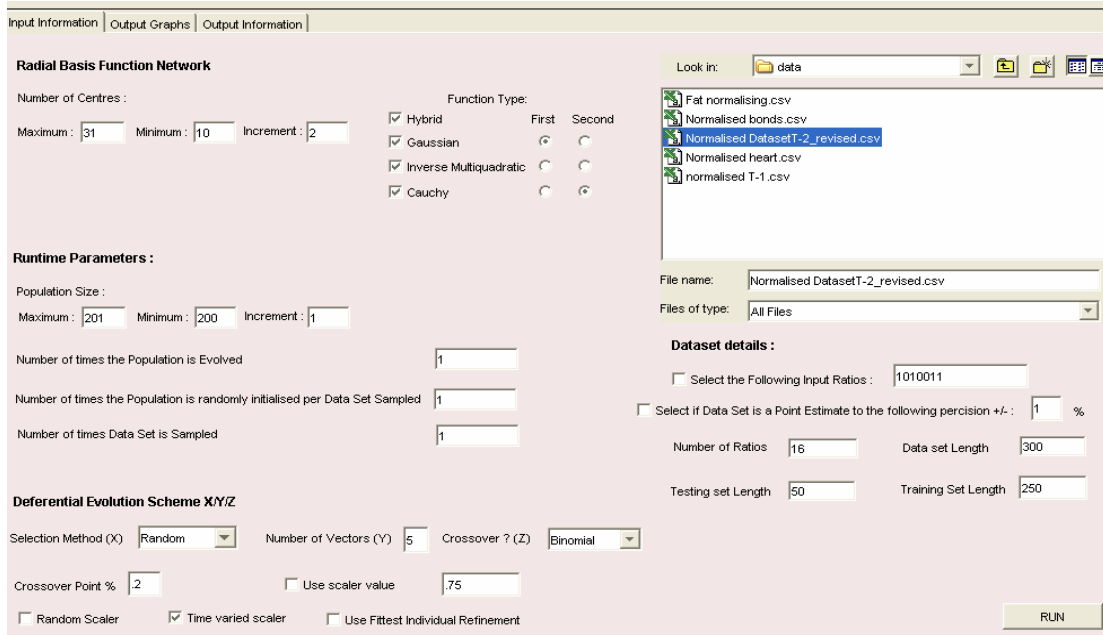 Input Information Output Graphs Output Information
Radial Basis Function Network
Number of Centres :
Maximum : 31 Minimum : 10 Increment : 2
Function Type:
Hybrid First Second
Gaussian
Inverse Multiquadratic
Cauchy
Runtime Parameters :
Population Size :
Maximum : 201 Minimum : 200 Increment : 1
Number of times the Population is Evolved 1
Number of times the Population is randomly initialised per Data Set Sampled 1
Number of times Data Set is Sampled 1
Deferential Evolution Scheme X/Y/Z
Selection Method (X) Random Number of Vectors (Y) 5 Crossover ? (Z) Binomial
Crossover Point % .2 Use scaler value .75
Random Scaler Time varied scaler Use Fittest Individual Refinement
Look in: data
Fat normalising.csv
Normalised bonds.csv
Normalised DatasetT-2_revised.csv
Normalised heart.csv
normalised T-1.csv
File name: Normalised DatasetT-2_revised.csv
Files of type: All Files
Dataset details :
Select the Following Input Ratios : 1010011
Select if Data Set is a Point Estimate to the following percision +/- : 1 %
Number of Ratios 16 Data set Length 300
Testing set Length 50 Training Set Length 250
RUN